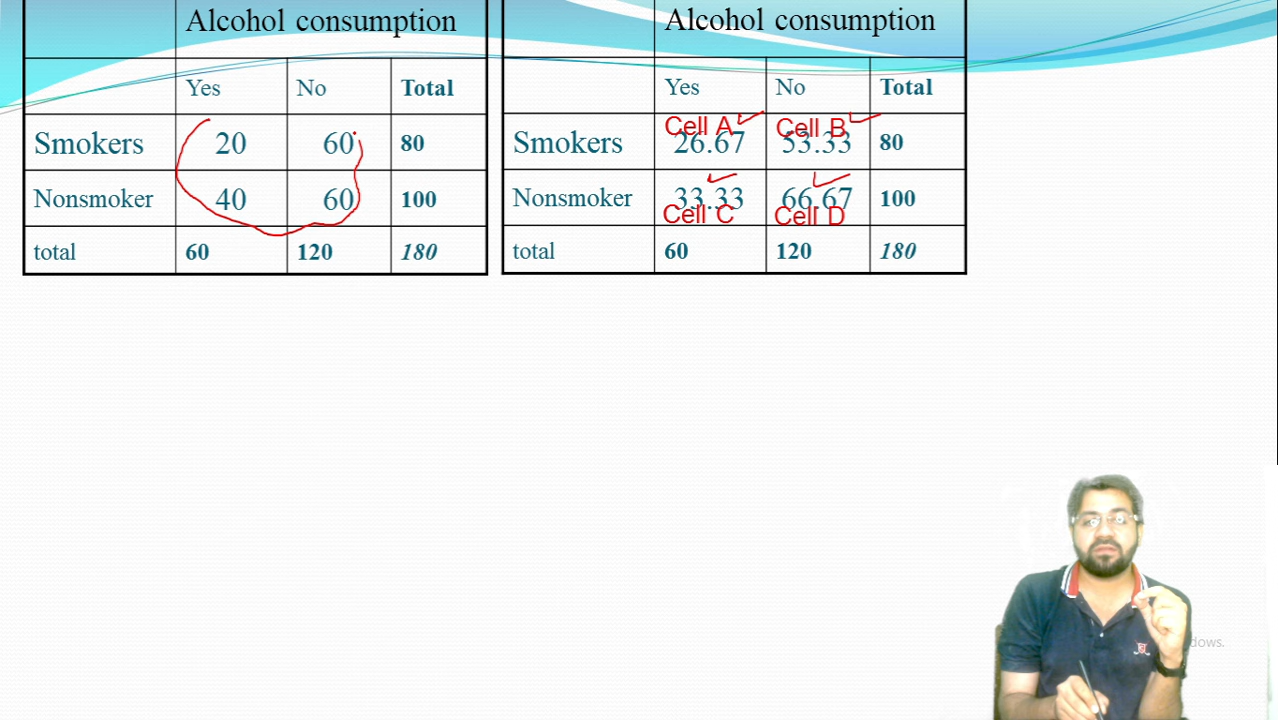 Alcohol consumption
Yes No Total
Smokers 20 60 80
Nonsmoker 40 60 100
total 60 120 180
Alcohol consumption
Yes No Total
Cell A Cell B
Smokers 26.67 53.33 80
Nonsmoker 33.33 66.67 100
Cell C Cell D
total 60 120 180
dows.